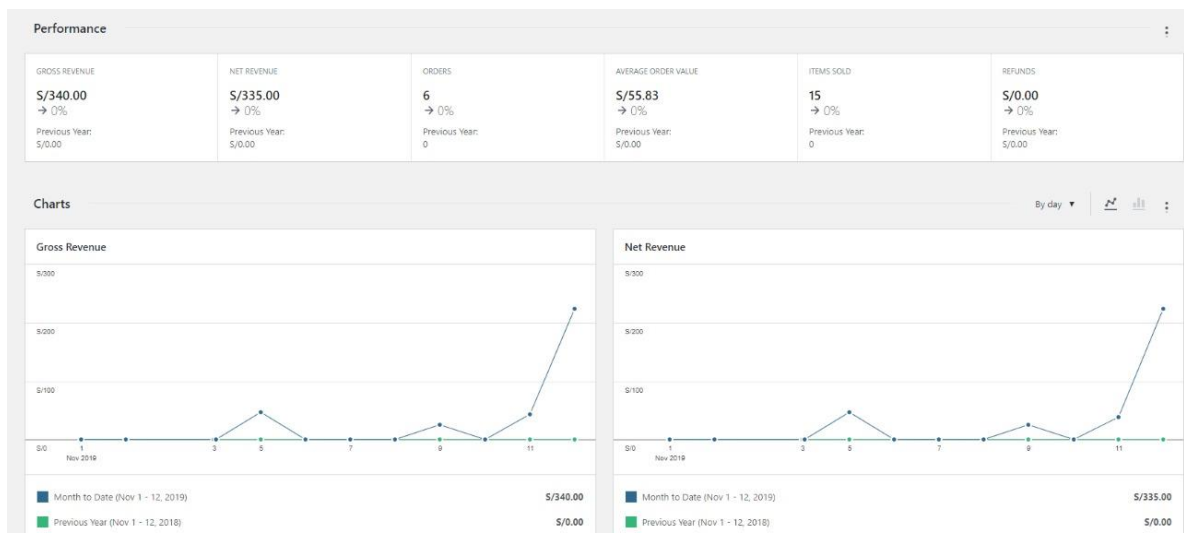 Performance
GROSS REVENUE NET REVENUE ORDERS AVERAGE ORDER VALUE ITEMS SOLD REFUNDS
S/340.00 S/335.00 6 S/55.83 15 S/0.00
→ 0% → 0% → 0% → 0% → 0% → 0%
Previous Year: Previous Year: Previous Year: Previous Year: Previous Year: Previous Year:
S/0.00 S/0.00 0 S/0.00 0 S/0.00
Charts By day
Gross Revenue
S/300
S/200
S/100
S/0 1 3 5 7 9 11
Nov 2019
Month to Date (Nov 1 - 12, 2019) S/340.00
Previous Year (Nov 1 - 12, 2018) S/0.00
Net Revenue
S/300
S/200
S/100
S/0 1 3 5 7 9 11
Nov 2019
Month to Date (Nov 1 - 12, 2019) S/335.00
Previous Year (Nov 1 - 12, 2018) S/0.00